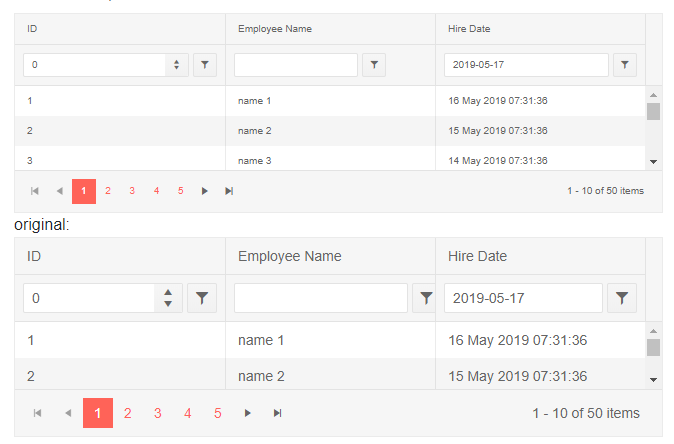 ID Employee Name Hire Date
0 2019-05-17
1 name 1 16 May 2019 07:31:36
2 name 2 15 May 2019 07:31:36
3 name 3 14 May 2019 07:31:36
1 2 3 4 5 1 - 10 of 50 items
original:
ID Employee Name Hire Date
0 2019-05-17
1 name 1 16 May 2019 07:31:36
2 name 2 15 May 2019 07:31:36
1 2 3 4 5 1 - 10 of 50 items